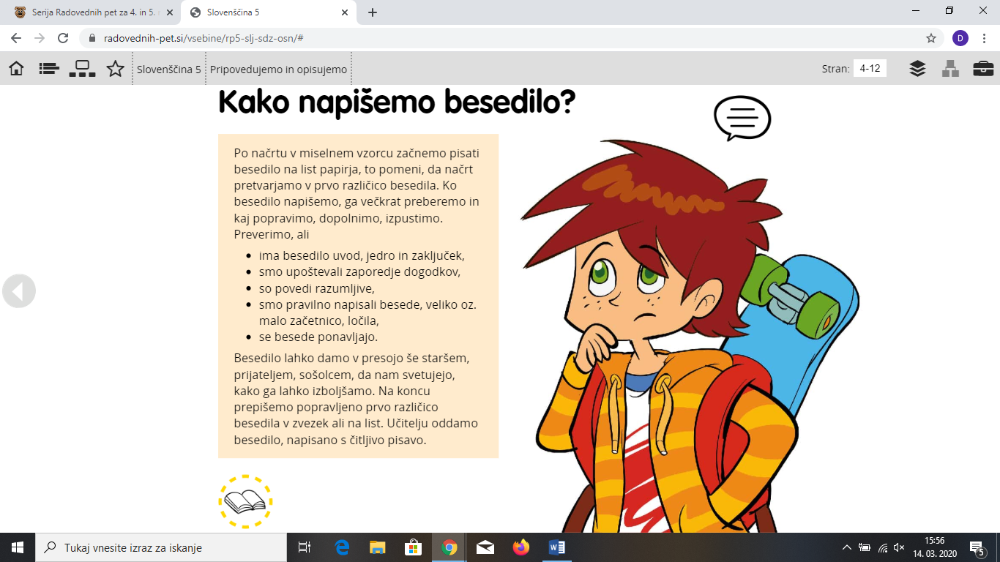 Serija Radovednih pet za 4. in 5.
Slovenščina 5
radovednih-pet.si/vsebine/rp5-slj-sdz-osn/#
D
Slovenščina 5
Pripovedujemo in opisujemo
Stran:
4-12
Kako napišemo besedilo?
Po načrtu v miselnem vzorcu začnemo pisati
besedilo na list papirja, to pomeni, da načrt
pretvarjamo v prvo različico besedila. Ko
besedilo napišemo, ga večkrat preberemo in
kaj popravimo, dopolnimo, izpustimo.
Preverimo, ali
• ima besedilo uvod, jedro in zaključek,
• smo upoštevali zaporedje dogodkov,
• so povedi razumljive,
• smo pravilno napisali besede, veliko oz.
malo začetnico, ločila,
• se besede ponavljajo.
Besedilo lahko damo v presojo še staršem,
prijateljem, sošolcem, da nam svetujejo,
kako ga lahko izboljšamo. Na koncu
prepišemo popravljeno prvo različico
besedila v zvezek ali na list. Učitelju oddamo
besedilo, napisano s čitljivo pisavo.
Tukaj vnesite izraz za iskanje
15:56
14. 03. 2020
5